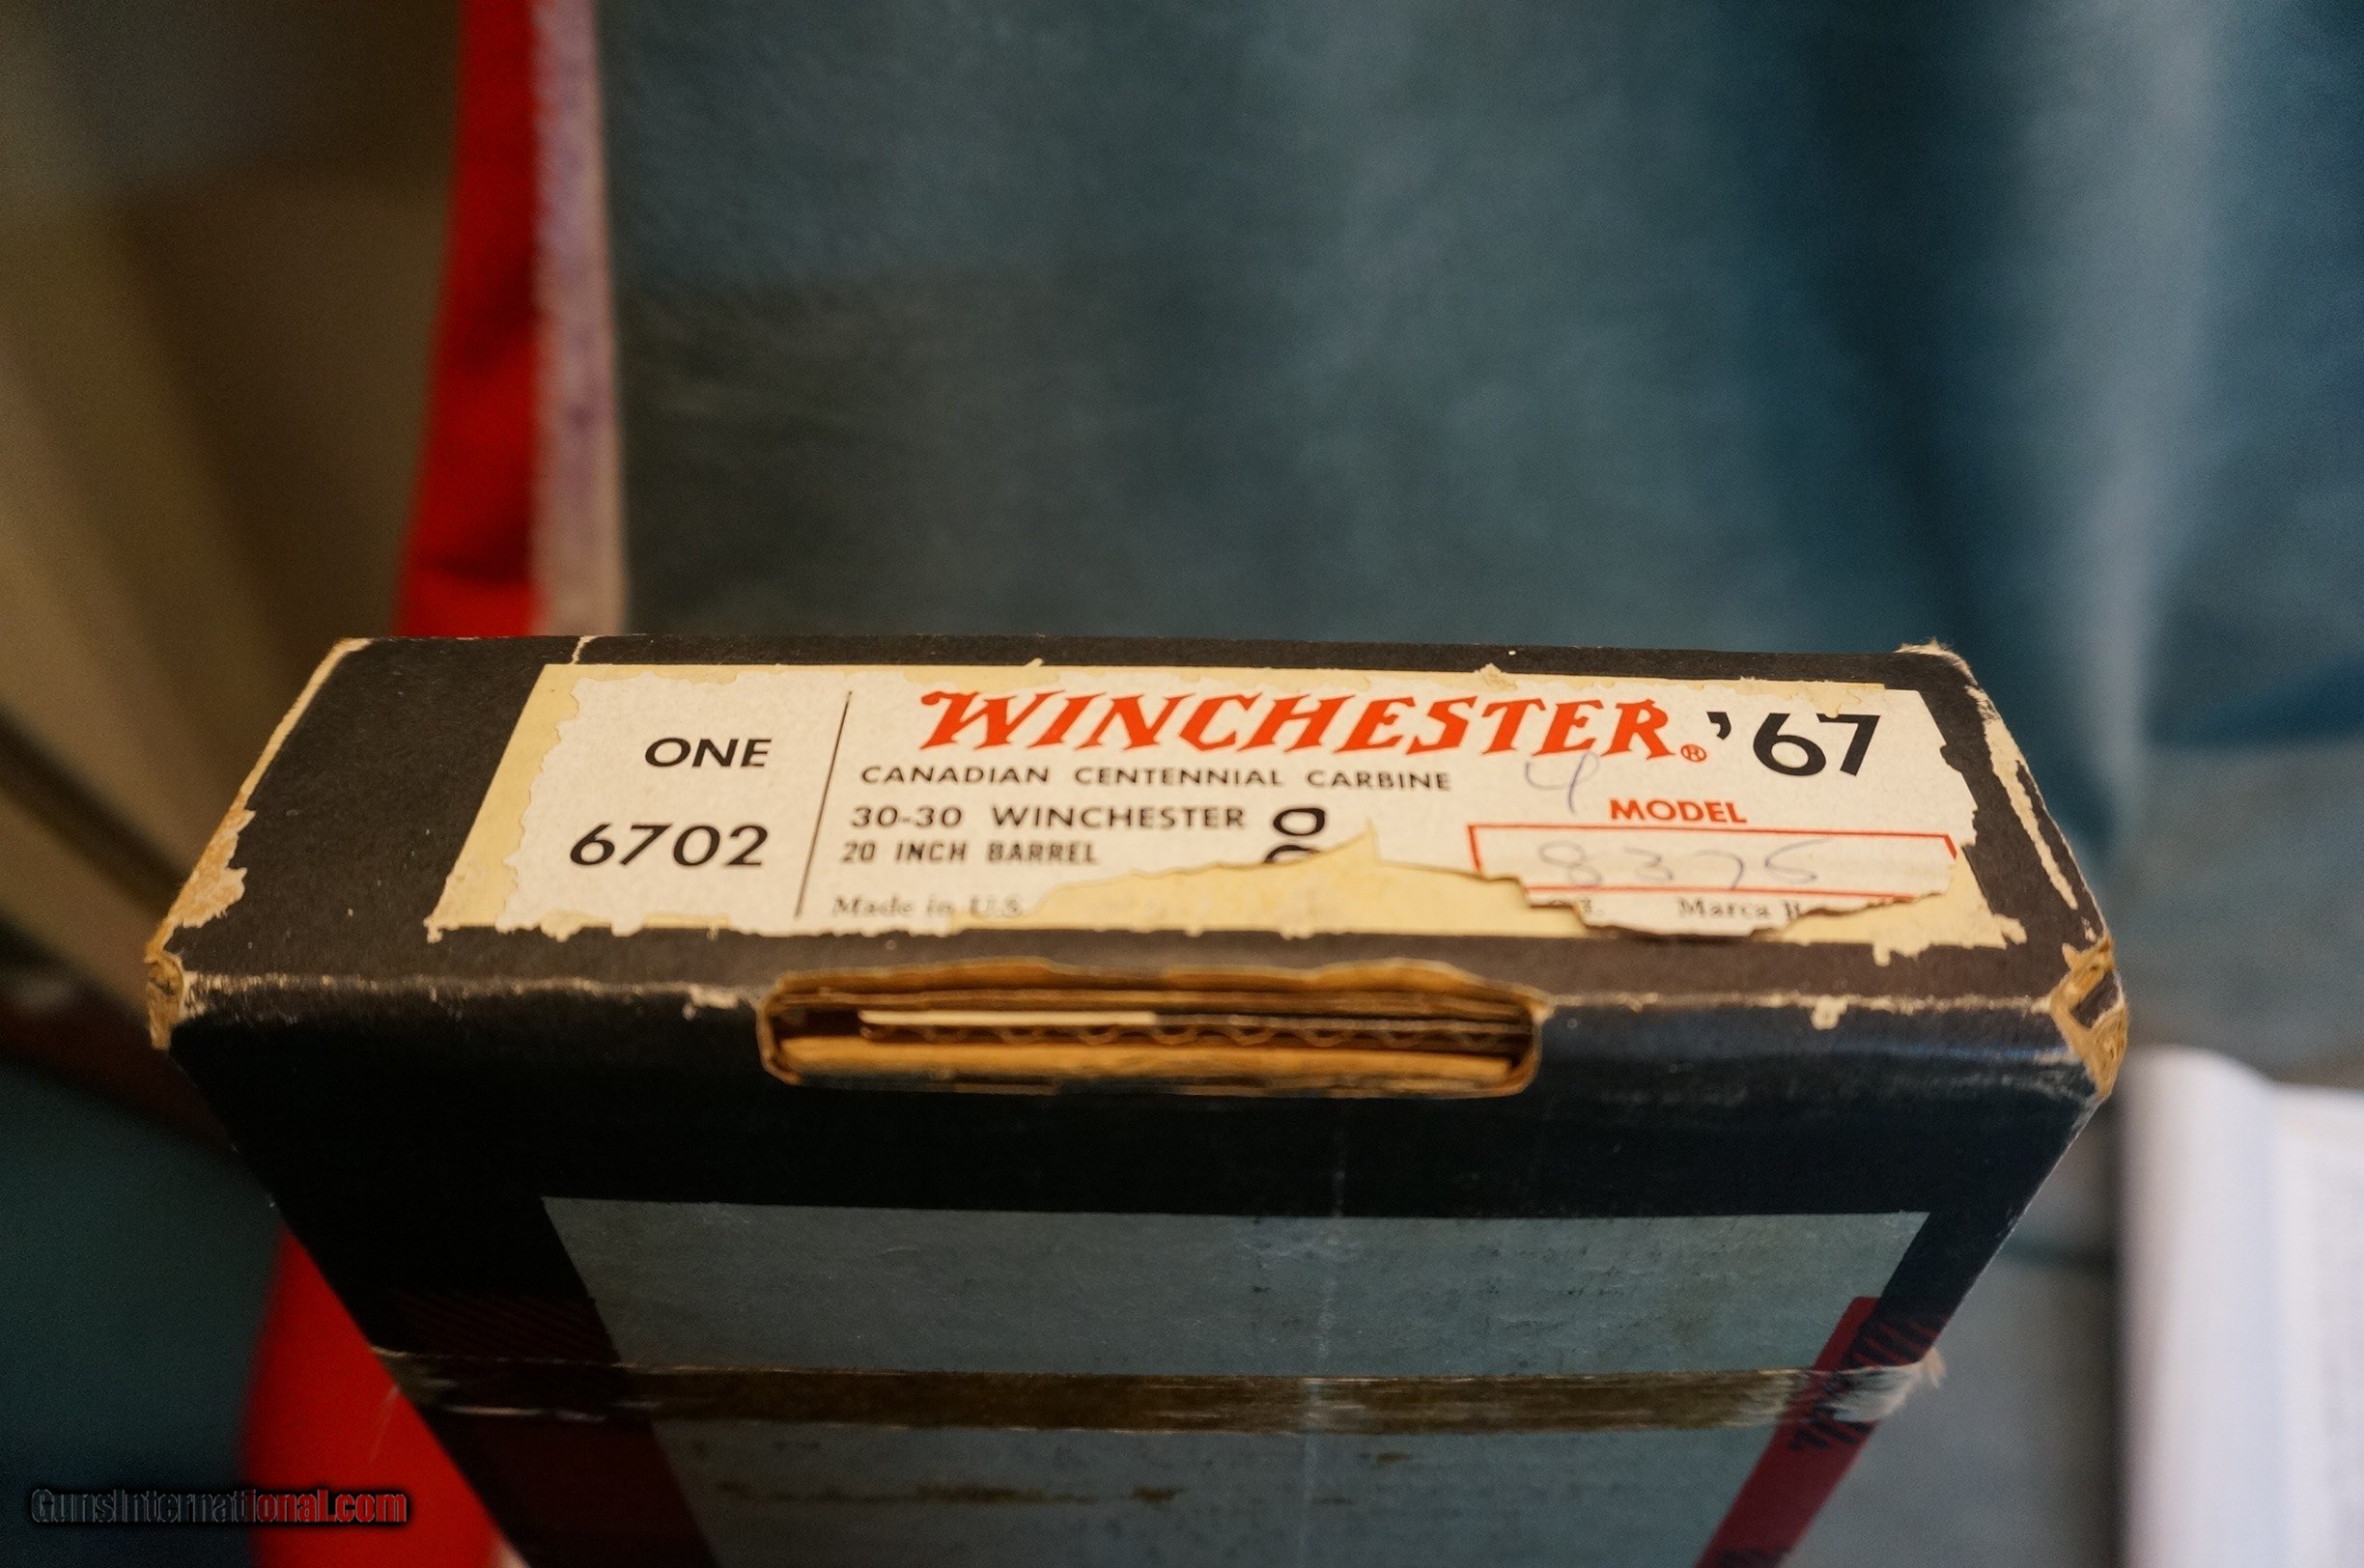 ONE
6702
WINCHESTER® '67
CANADIAN CENTENNIAL CARBINE
4
30-30 WINCHESTER
MODEL
20 INCH BARREL
8375
Made in U.S.
Marca
GunsInternational.com